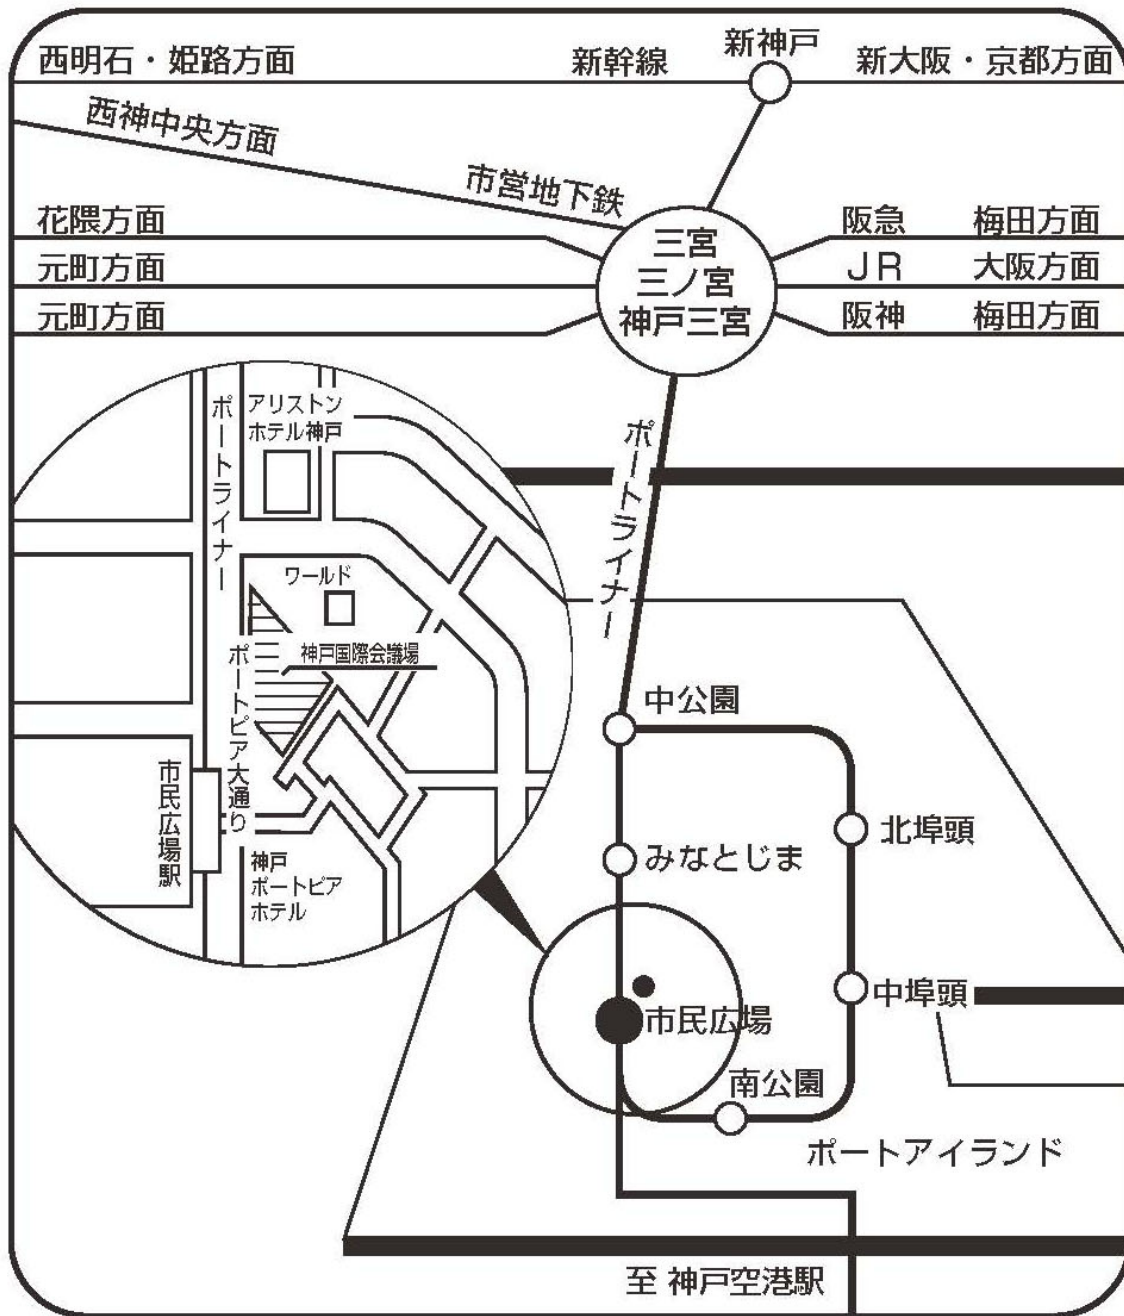 新神戸
西明石・姫路方面
新幹線
新大阪・京都方面
西神中央方面
市営地下鉄
花隈方面
元町方面
元町方面
三宮
三ノ宮
神戸三宮
阪急 梅田方面
JR 大阪方面
阪神 梅田方面
ポートライナー
ポートライナー
アリストン
ホテル神戸
ワールド
神戸国際会議場
ポートピア大通り
市民広場駅
神戸
ポートピア
ホテル
中公園
北埠頭
みなとじま
中埠頭
市民広場
南公園
ポートアイランド
至 神戸空港駅